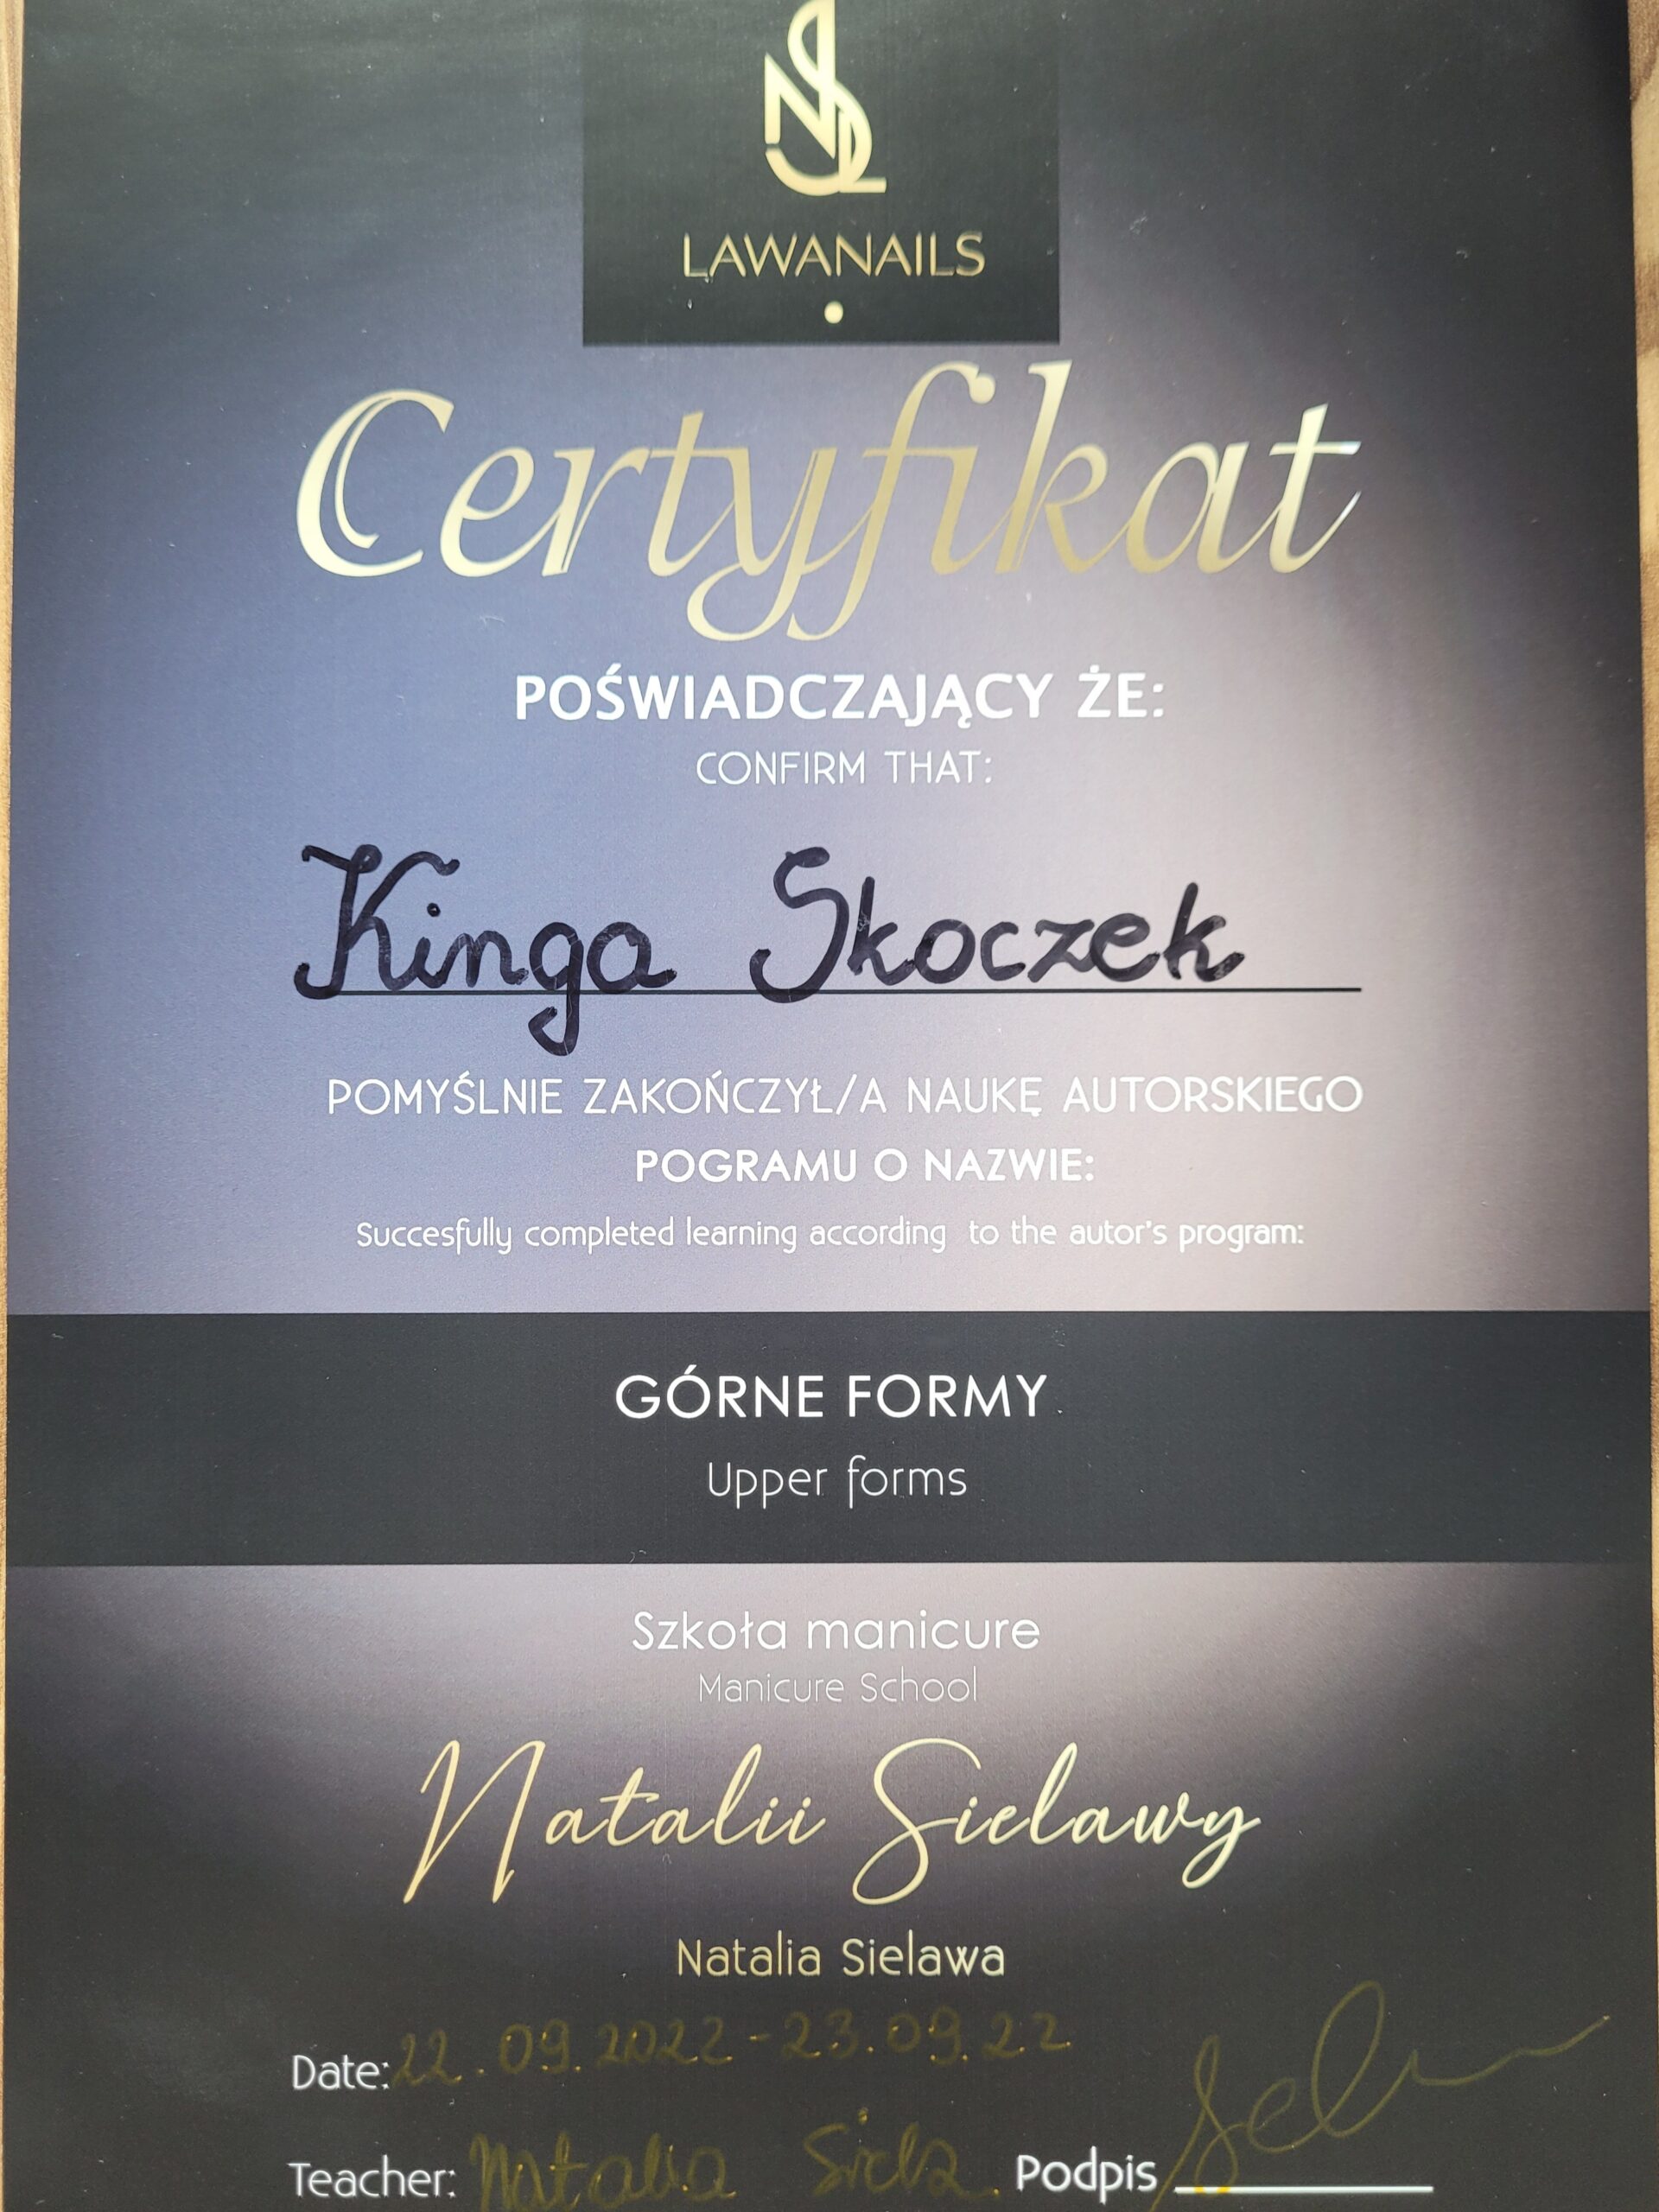 NSL
LAWANAILS
Certyfikat
POŚWIADCZAJĄCY ŻE:
CONFIRM THAT:
Kinga Skoczek
POMYŚLNIE ZAKOŃCZYŁ/A NAUKĘ AUTORSKIEGO
POGRAMU O NAZWIE:
Succesfully completed learning according to the autor's program:
GÓRNE FORMY
Upper forms
Szkoła manicure
Manicure School
Natalii Sielawy
Natalia Sielawa
Date: 22.09.2022-23.09.22
Teacher: Natalia Podpis